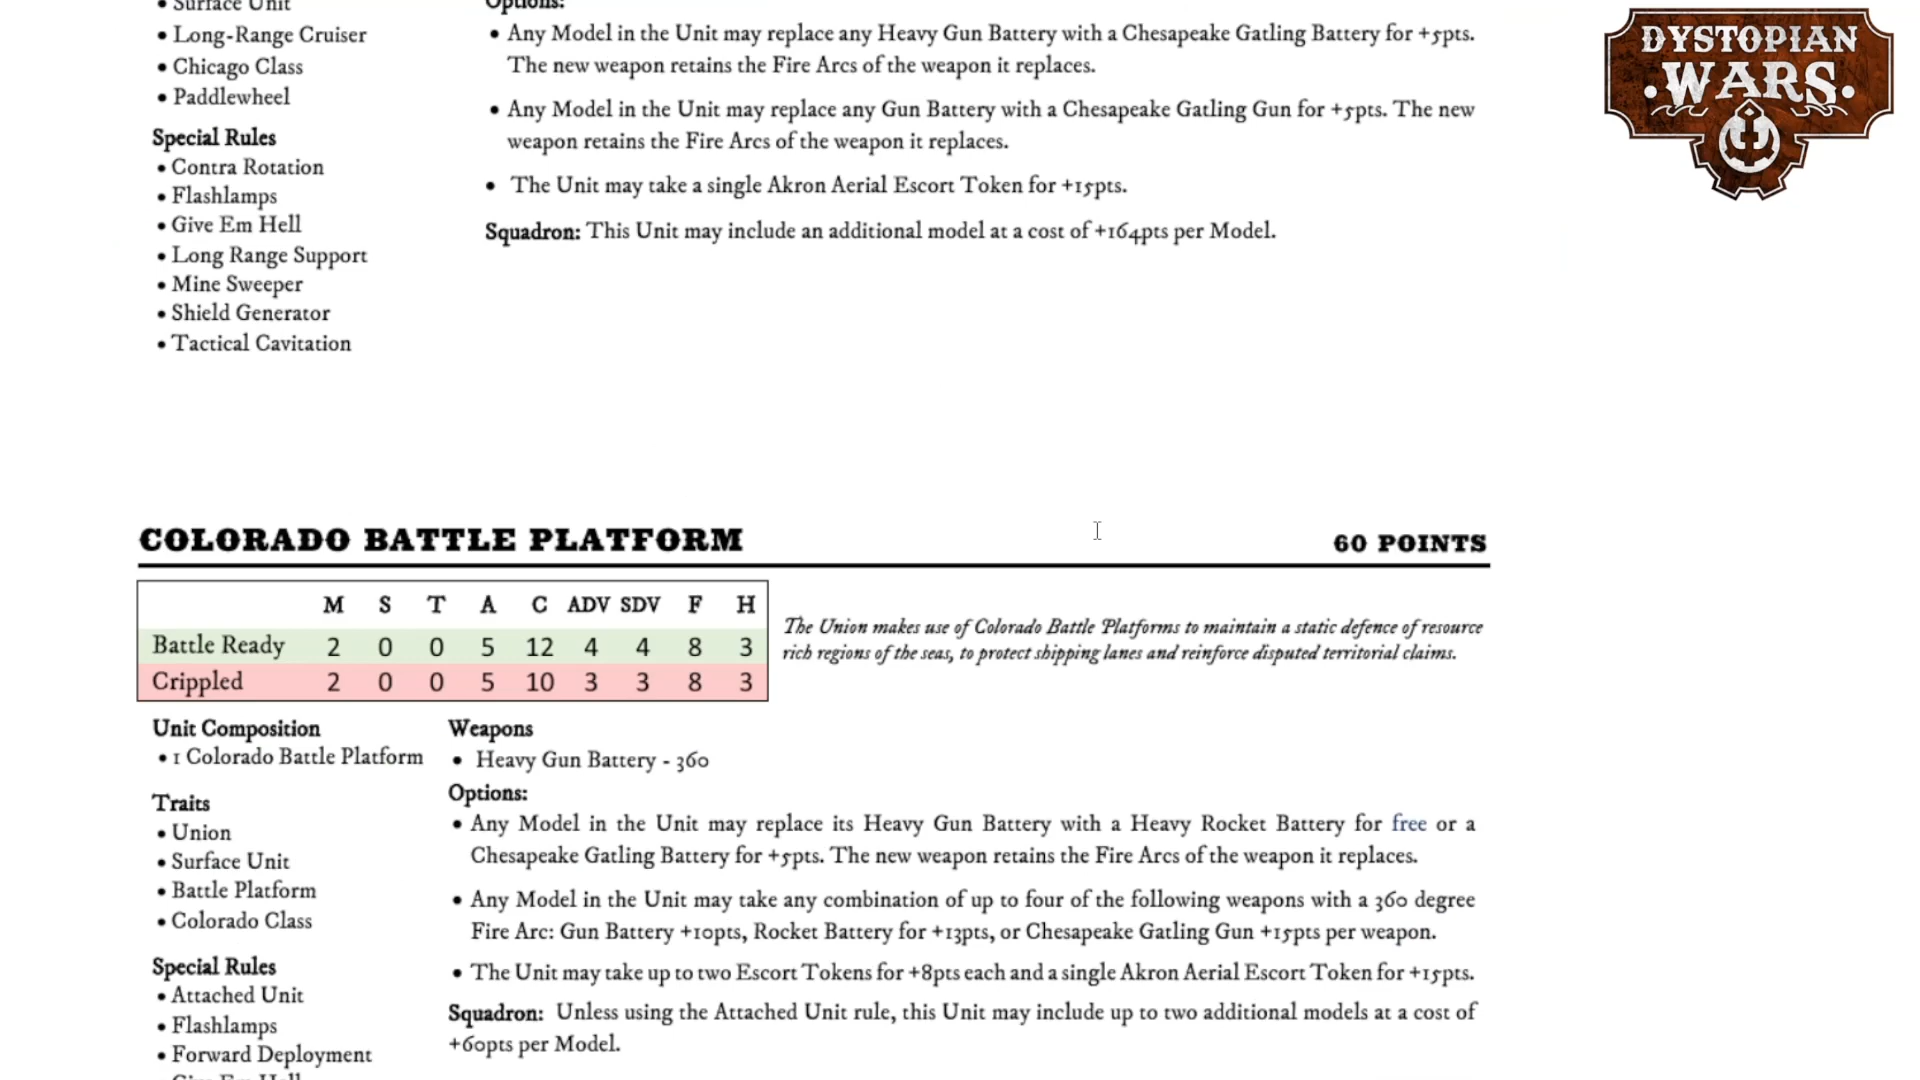 • Surface Unit
• Long-Range Cruiser
• Chicago Class
• Paddlewheel
Special Rules
• Contra Rotation
• Flashlamps
• Give Em Hell
• Long Range Support
• Mine Sweeper
• Shield Generator
• Tactical Cavitation
Options:
• Any Model in the Unit may replace any Heavy Gun Battery with a Chesapeake Gatling Battery for +5pts.
The new weapon retains the Fire Arcs of the weapon it replaces.
• Any Model in the Unit may replace any Gun Battery with a Chesapeake Gatling Gun for +5pts. The new
weapon retains the Fire Arcs of the weapon it replaces.
• The Unit may take a single Akron Aerial Escort Token for +15pts.
Squadron: This Unit may include an additional model at a cost of +164pts per Model.
DYSTOPIAN
• WARS •
COLORADO BATTLE PLATFORM 60 POINTS
M S T A C ADV SDV F H
Battle Ready 2 0 0 5 12 4 4 8 3
Crippled 2 0 0 5 10 3 3 8 3
The Union makes use of Colorado Battle Platforms to maintain a static defence of resource
rich regions of the seas, to protect shipping lanes and reinforce disputed territorial claims.
Unit Composition
• 1 Colorado Battle Platform
Traits
• Union
• Surface Unit
• Battle Platform
• Colorado Class
Special Rules
• Attached Unit
• Flashlamps
• Forward Deployment
• Give Em Hell
Weapons
• Heavy Gun Battery - 360
Options:
• Any Model in the Unit may replace its Heavy Gun Battery with a Heavy Rocket Battery for free or a
Chesapeake Gatling Battery for +5pts. The new weapon retains the Fire Arcs of the weapon it replaces.
• Any Model in the Unit may take any combination of up to four of the following weapons with a 360 degree
Fire Arc: Gun Battery +10pts, Rocket Battery for +13pts, or Chesapeake Gatling Gun +15pts per weapon.
• The Unit may take up to two Escort Tokens for +8pts each and a single Akron Aerial Escort Token for +15pts.
Squadron: Unless using the Attached Unit rule, this Unit may include up to two additional models at a cost of
+60pts per Model.